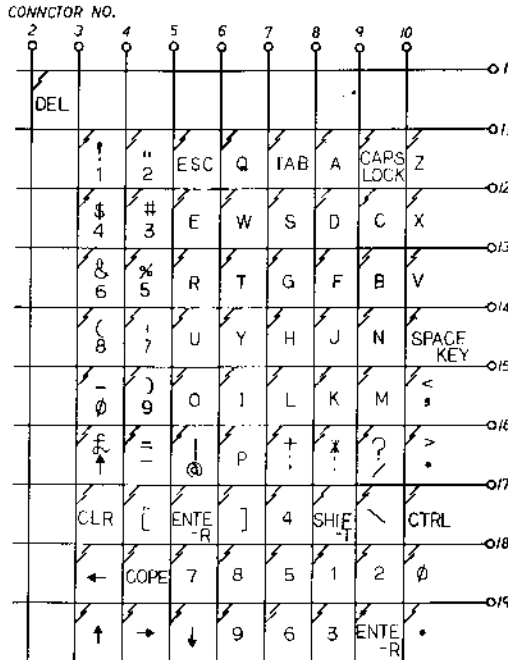 CONNCTOR NO.
2 3 4 5 6 7 8 9 10
DEL
! " ESC Q TAB A CAPS LOCK Z
1 2
12
$ # E W S D C X
4 3
13
& % R T G F B V
6 5
14
( ' U Y H J N SPACE KEY
8 7
15
_ ) O I L K M <
Ø 9 ,
16
£ = | P + * ? >
↑ - @ ; : / .
17
CLR [ ENTE-R ] 4 SHIF-T \ CTRL
18
← COPE 7 8 5 1 2 Ø
19
↑ → ↓ 9 6 3 ENTE-R .